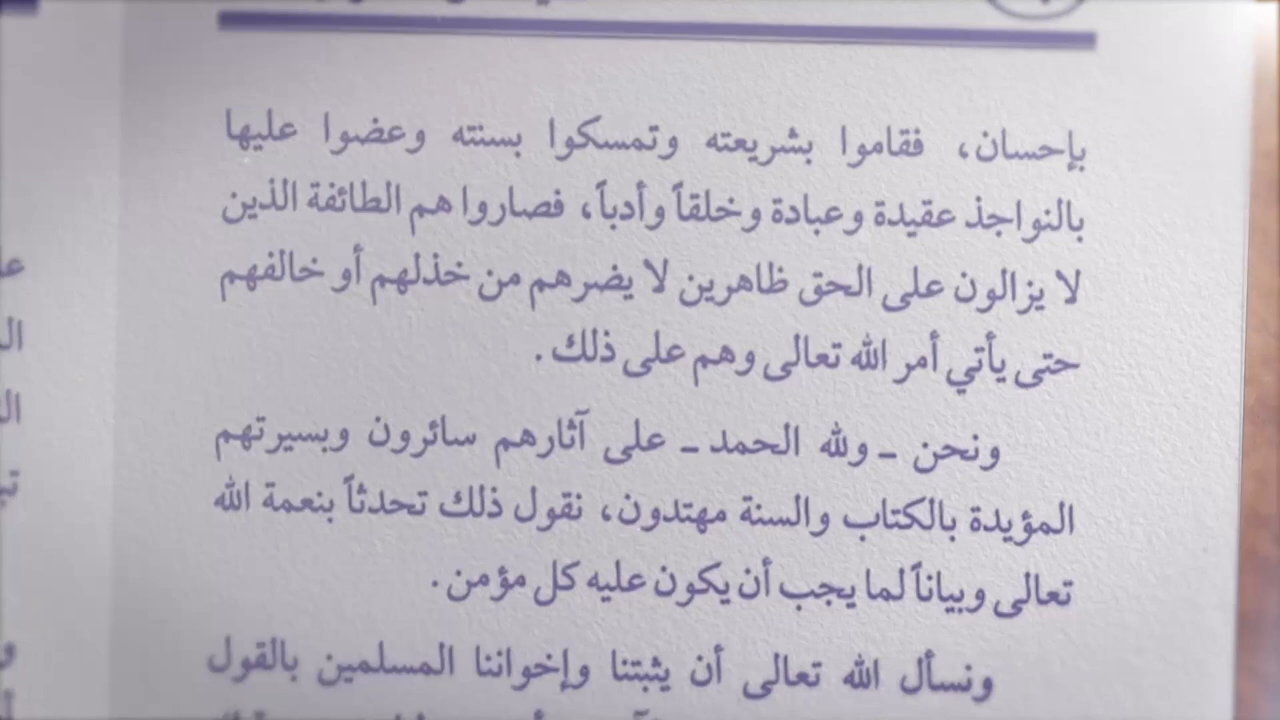 بإحسان، فقاموا بشريعته وتمسكوا بسنته وعضوا عليها
بالنواجذ عقيدة وعبادة وخلقاً وأدباً، فصاروا هم الطائفة الذين
لا يزالون على الحق ظاهرين لا يضرهم من خذلهم أو خالفهم
حتى يأتي أمر الله تعالى وهم على ذلك.
ونحن ـ ولله الحمد ـ على آثارهم سائرون وبسيرتهم
المؤيدة بالكتاب والسنة مهتدون، نقول ذلك تحدثاً بنعمة الله
تعالى وبياناً لما يجب أن يكون عليه كل مؤمن.
ونسأل الله تعالى أن يثبتنا وإخواننا المسلمين بالقول